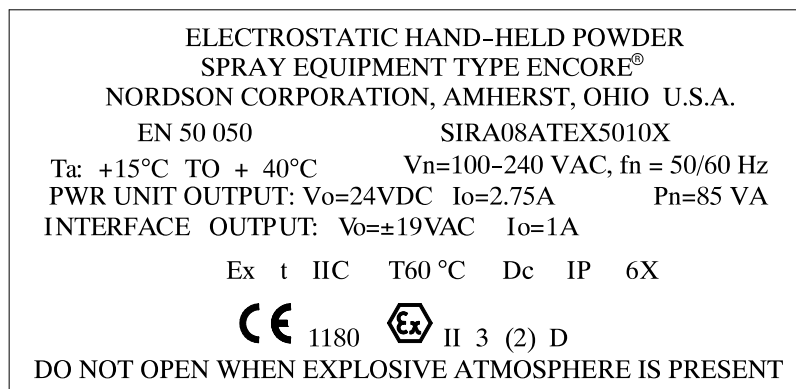 ELECTROSTATIC HAND-HELD POWDER
SPRAY EQUIPMENT TYPE ENCORE®
NORDSON CORPORATION, AMHERST, OHIO U.S.A.
EN 50 050 SIRA08ATEX5010X
Ta: +15°C TO + 40°C Vn=100-240 VAC, fn = 50/60 Hz
PWR UNIT OUTPUT: Vo=24VDC Io=2.75A Pn=85 VA
INTERFACE OUTPUT: Vo=±19VAC Io=1A
Ex t IIC T60 °C Dc IP 6X
CE 1180 Ex II 3 (2) D
DO NOT OPEN WHEN EXPLOSIVE ATMOSPHERE IS PRESENT